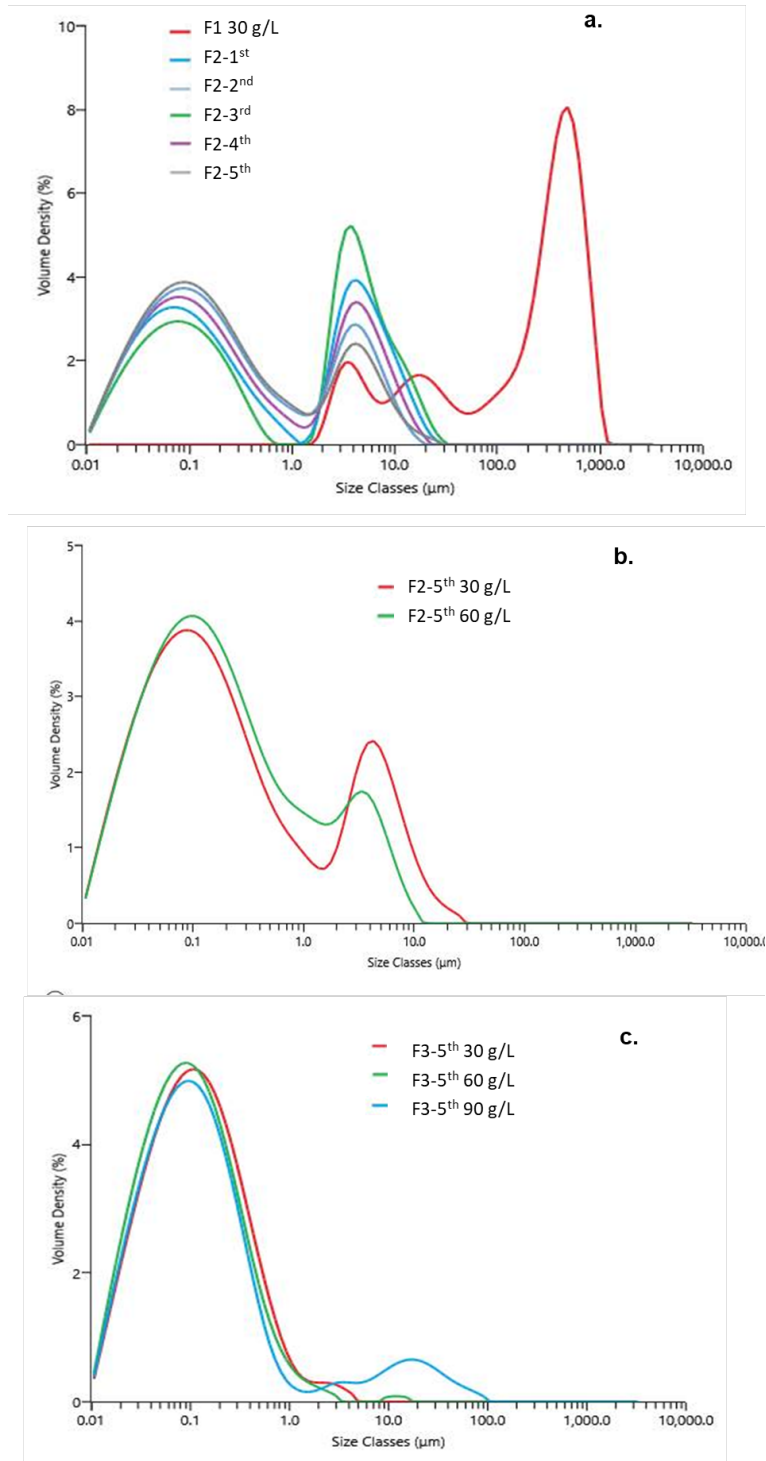 a.
F1 30 g/L
F2-1st
F2-2nd
F2-3rd
F2-4th
F2-5th
Volume Density (%)
10
8
6
4
2
0
0.01 0.1 1.0 10.0 100.0 1,000.0 10,000.0
Size Classes (µm)
b.
F2-5th 30 g/L
F2-5th 60 g/L
Volume Density (%)
5
4
3
2
1
0
0.01 0.1 1.0 10.0 100.0 1,000.0 10,000.0
Size Classes (µm)
c.
F3-5th 30 g/L
F3-5th 60 g/L
F3-5th 90 g/L
Volume Density (%)
6
4
2
0
0.01 0.1 1.0 10.0 100.0 1,000.0 10,000.0
Size Classes (µm)